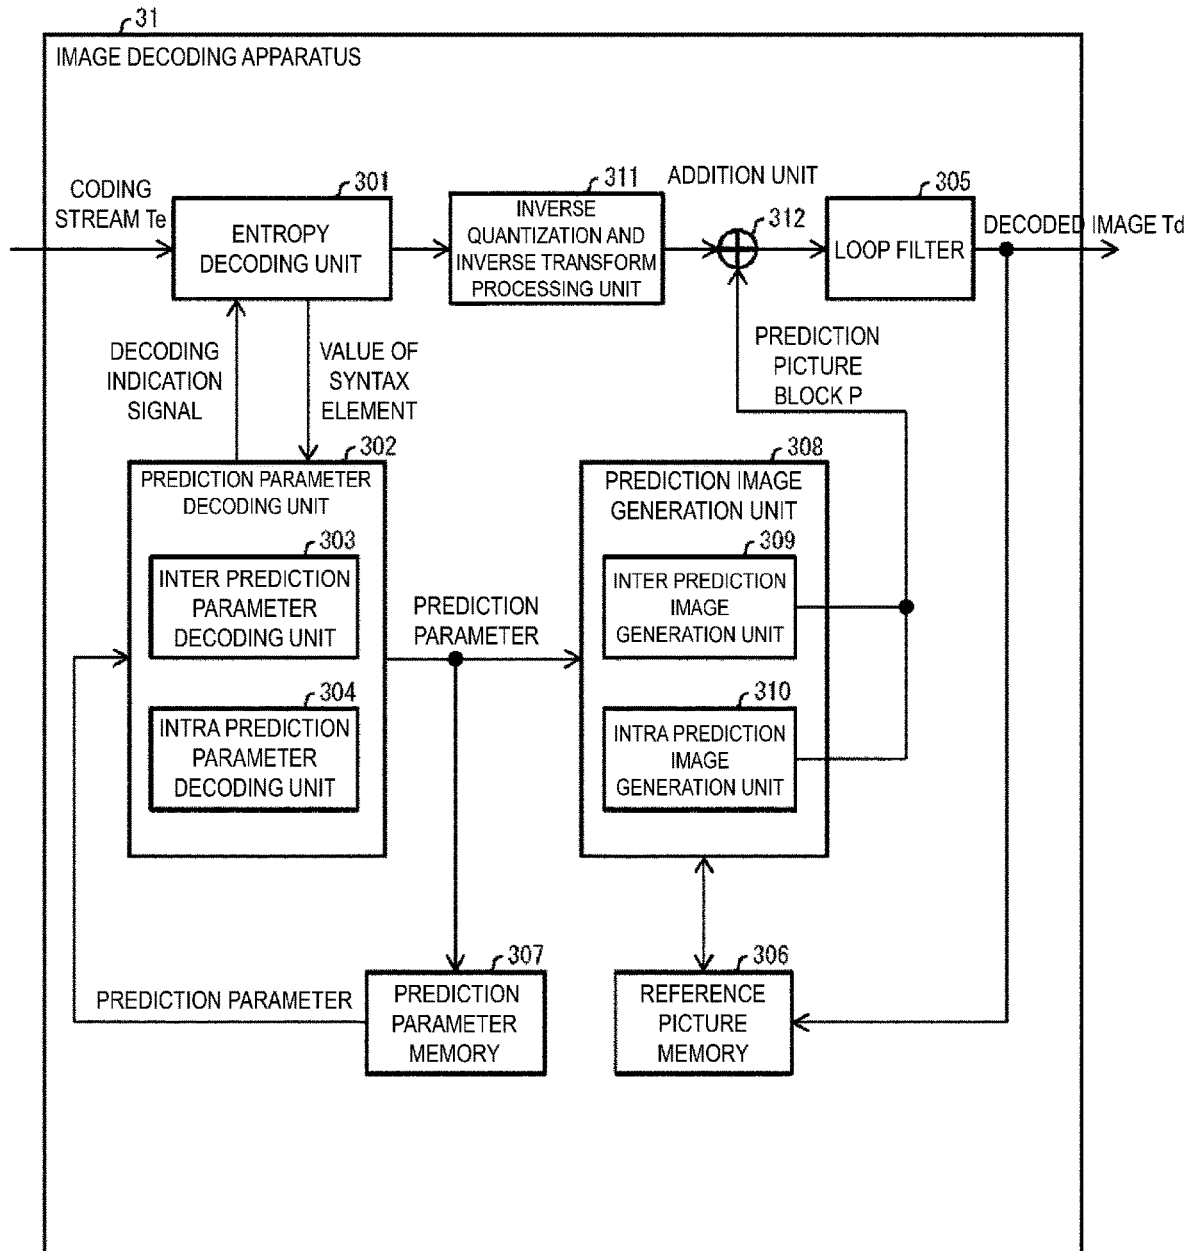 31
IMAGE DECODING APPARATUS
CODING
STREAM Te
301
ENTROPY
DECODING UNIT
311
INVERSE
QUANTIZATION AND
INVERSE TRANSFORM
PROCESSING UNIT
ADDITION UNIT
312
305
LOOP FILTER
DECODED IMAGE Td
DECODING
INDICATION
SIGNAL
VALUE OF
SYNTAX
ELEMENT
PREDICTION
PICTURE
BLOCK P
302
PREDICTION PARAMETER
DECODING UNIT
303
INTER PREDICTION
PARAMETER
DECODING UNIT
304
INTRA PREDICTION
PARAMETER
DECODING UNIT
PREDICTION
PARAMETER
308
PREDICTION IMAGE
GENERATION UNIT
309
INTER PREDICTION
IMAGE
GENERATION UNIT
310
INTRA PREDICTION
IMAGE
GENERATION UNIT
PREDICTION PARAMETER
307
PREDICTION
PARAMETER
MEMORY
306
REFERENCE
PICTURE
MEMORY